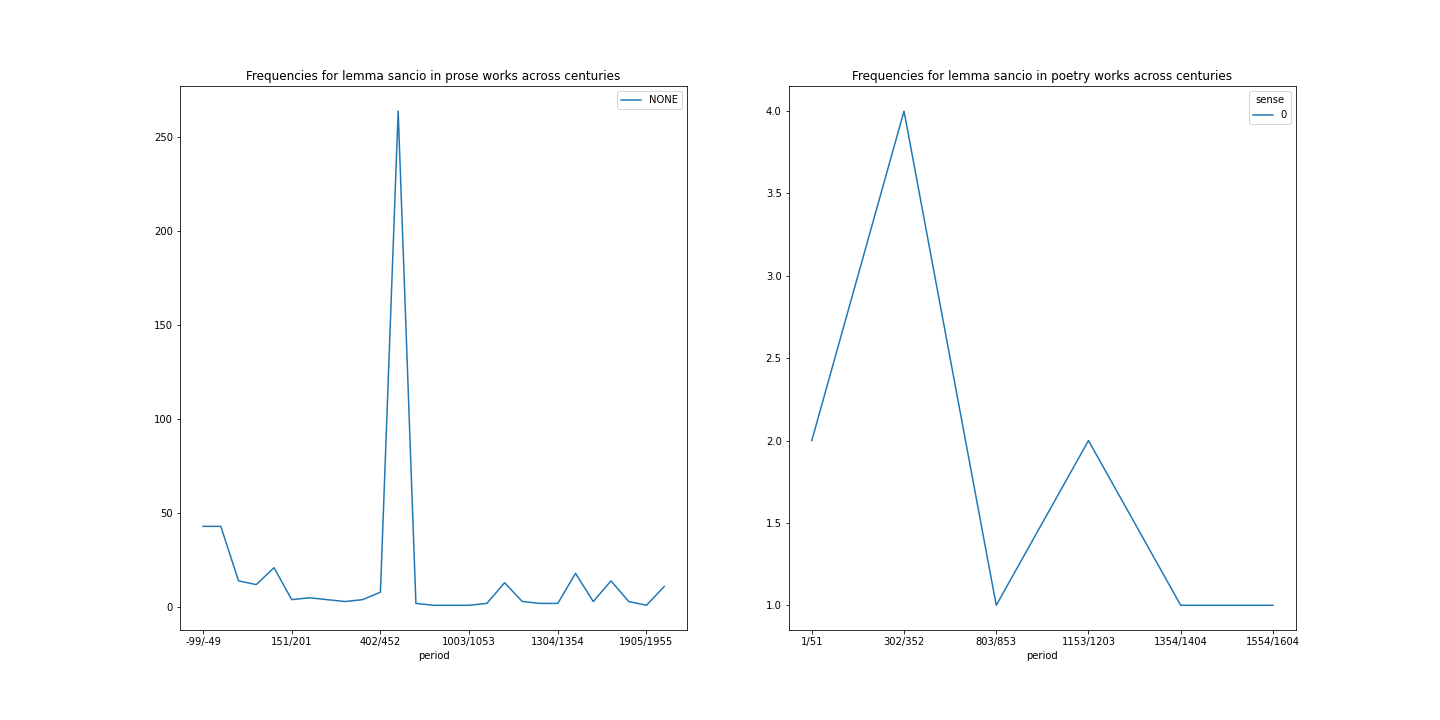 Frequencies for lemma sancio in prose works across centuries
NONE
250
200
150
100
50
0
-99/-49 151/201 402/452 1003/1053 1304/1354 1905/1955
period
Frequencies for lemma sancio in poetry works across centuries
sense
0
4.0
3.5
3.0
2.5
2.0
1.5
1.0
1/51 302/352 803/853 1153/1203 1354/1404 1554/1604
period